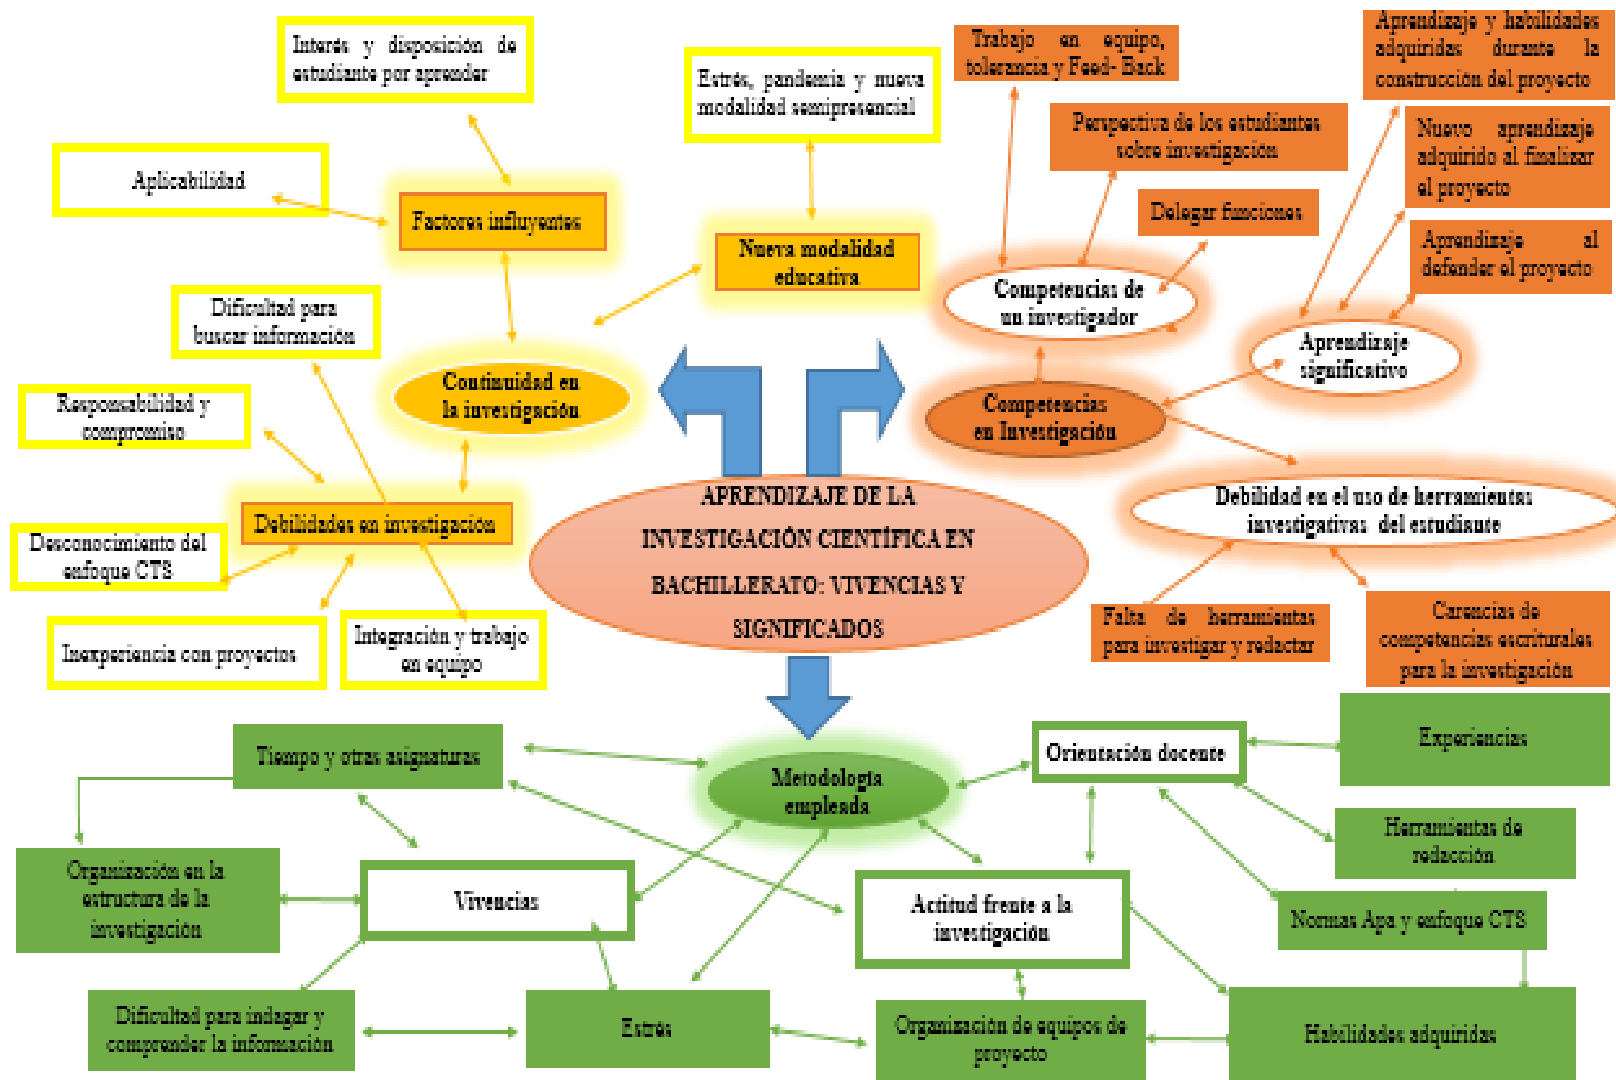 Interés y disposición de
estudiante por aprender
Estrés, pandemia y nueva
modalidad semipresencial
Aplicabilidad
Factores influyentes
Nueva modalidad
educativa
Dificultad para
buscar información
Continuidad en
la investigación
Responsabilidad y
compromiso
Debilidades en investigación
Desconocimiento del
enfoque CTS
Inexperiencia con proyectos
Integración y trabajo
en equipo
Trabajo en equipo,
tolerancia y Feed- Back
Aprendizaje y habilidades
adquiridas durante la
construcción del proyecto
Perspectiva de los estudiantes
sobre investigación
Nuevo aprendizaje
adquirido al finalizar
el proyecto
Delegar funciones
Aprendizaje al
defender el proyecto
Competencias de
un investigador
Aprendizaje
significativo
Competencias
en Investigación
Debilidad en el uso de herramientas
investigativas del estudiante
Falta de herramientas
para investigar y redactar
Carencias de
competencias escriturales
para la investigación
APRENDIZAJE DE LA
INVESTIGACIÓN CIENTÍFICA EN
BACHILLERATO: VIVENCIAS Y
SIGNIFICADOS
Tiempo y otras asignaturas
Metodología
empleada
Orientación docente
Experiencias
Herramientas de
redacción
Organización en la
estructura de la
investigación
Vivencias
Actitud frente a la
investigación
Normas Apa y enfoque CTS
Dificultad para indagar y
comprender la información
Estrés
Organización de equipos de
proyecto
Habilidades adquiridas